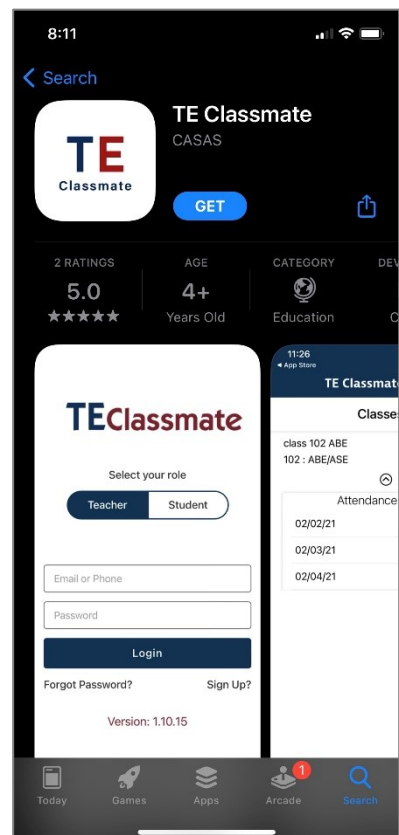 8:11
Search
TE
Classmate
TE Classmate
CASAS
GET
2 RATINGS
5.0
AGE
4+
Years Old
CATEGORY
Education
DEV
C
TEClassmate
Select your role
Teacher Student
Email or Phone
Password
Login
Forgot Password? Sign Up?
Version: 1.10.15
11:26
App Store
TE Classmat
Classes
class 102 ABE
102 : ABE/ASE
Attendance
02/02/21
02/03/21
02/04/21
1
Today Games Apps Arcade Search